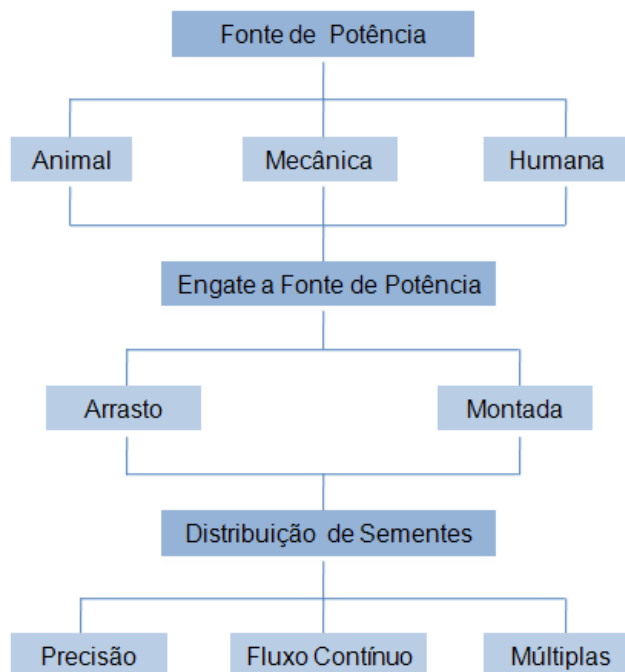 Fonte de Potência
Animal
Mecânica
Humana
Engate a Fonte de Potência
Arrasto
Montada
Distribuição de Sementes
Precisão
Fluxo Contínuo
Múltiplas